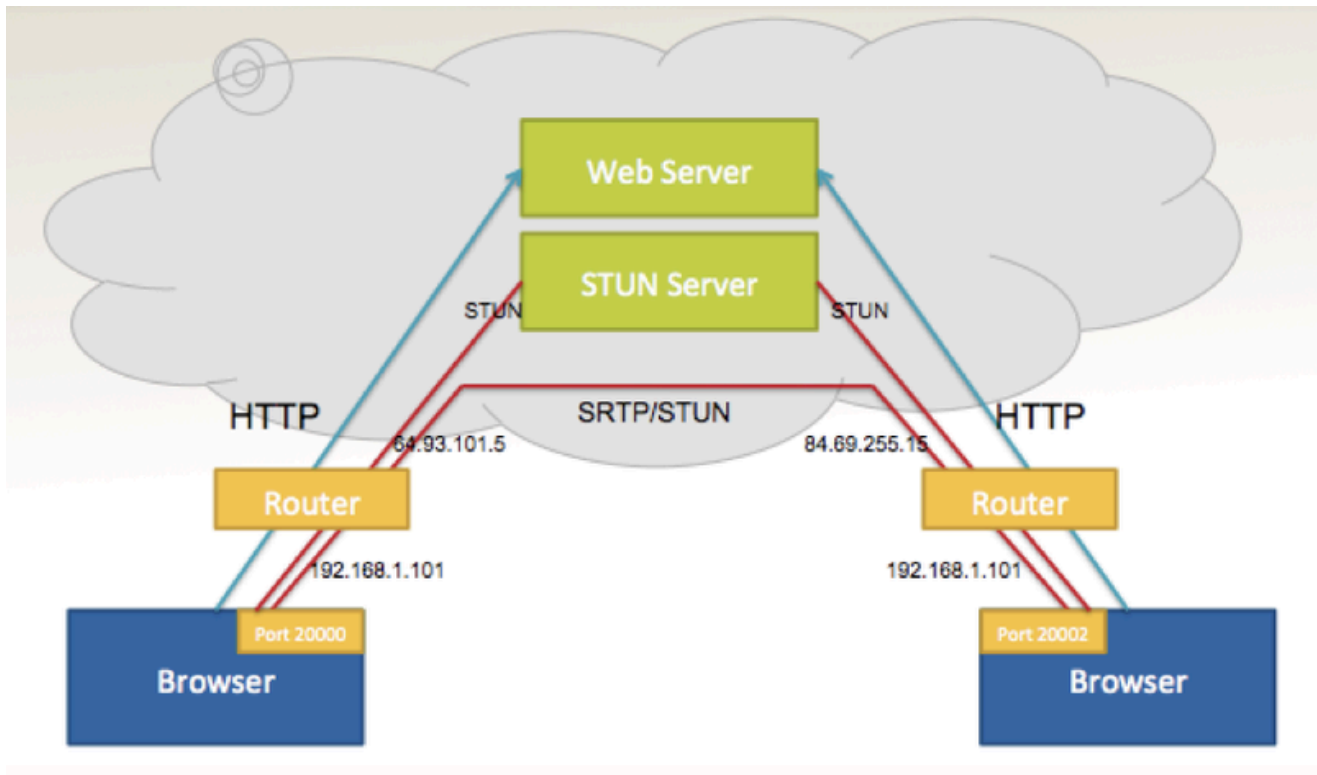 Web Server
STUN Server
STUN
STUN
HTTP
SRTP/STUN
HTTP
64.93.101.5
84.69.255.15
Router
Router
192.168.1.101
192.168.1.101
Port 20000
Port 20002
Browser
Browser